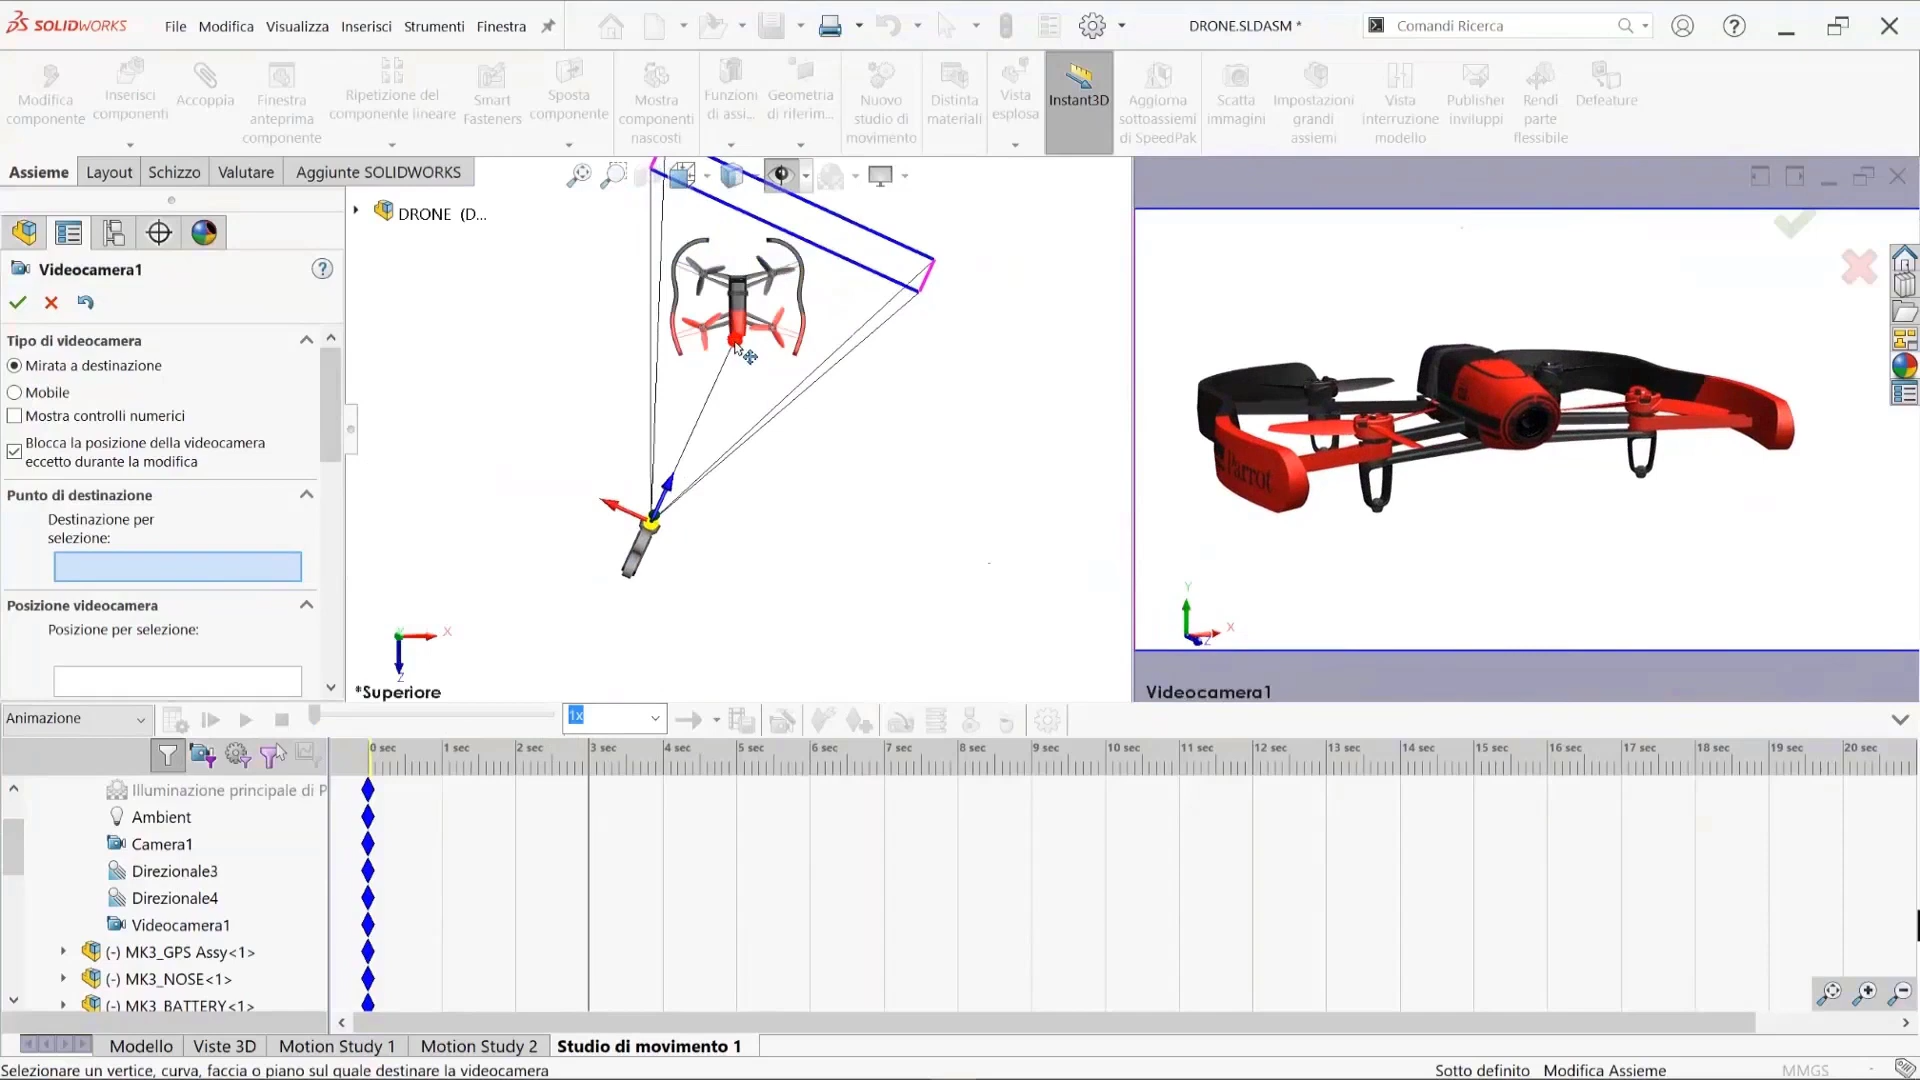 SOLIDWORKS File Modifica Visualizza Inserisci Strumenti Finestra DRONE.SLDASM * Comandi Ricerca
Modifica componente
Inserisci componenti
Accoppia
Finestra anteprima componente
Ripetizione del componente lineare
Smart Fasteners
Sposta componente
Mostra componenti nascosti
Funzioni di assi...
Geometria di riferim...
Nuovo studio di movimento
Distinta materiali
Vista esplosa
Instant3D
Aggiorna sottoassiemi di SpeedPak
Scatta immagini
Impostazioni grandi assiemi
Vista interruzione modello
Publisher inviluppi
Rendi parte flessibile
Defeature
Assieme Layout Schizzo Valutare Aggiunte SOLIDWORKS
DRONE (D...
Videocamera1
Tipo di videocamera
Mirata a destinazione
Mobile
Mostra controlli numerici
Blocca la posizione della videocamera
eccetto durante la modifica
Punto di destinazione
Destinazione per
selezione:
Posizione videocamera
Posizione per selezione:
X
Z
*Superiore
Parrot
Y
X
Z
Videocamera1
Animazione 1x
0 sec 1 sec 2 sec 3 sec 4 sec 5 sec 6 sec 7 sec 8 sec 9 sec 10 sec 11 sec 12 sec 13 sec 14 sec 15 sec 16 sec 17 sec 18 sec 19 sec 20 sec
Illuminazione principale di P
Ambient
Camera1
Direzionale3
Direzionale4
Videocamera1
(-) MK3_GPS Assy<1>
(-) MK3_NOSE<1>
(-) MK3_BATTERY<1>
Modello Viste 3D Motion Study 1 Motion Study 2 Studio di movimento 1
Selezionare un vertice, curva, faccia o piano sul quale destinare la videocamera Sotto definito Modifica Assieme MMGS